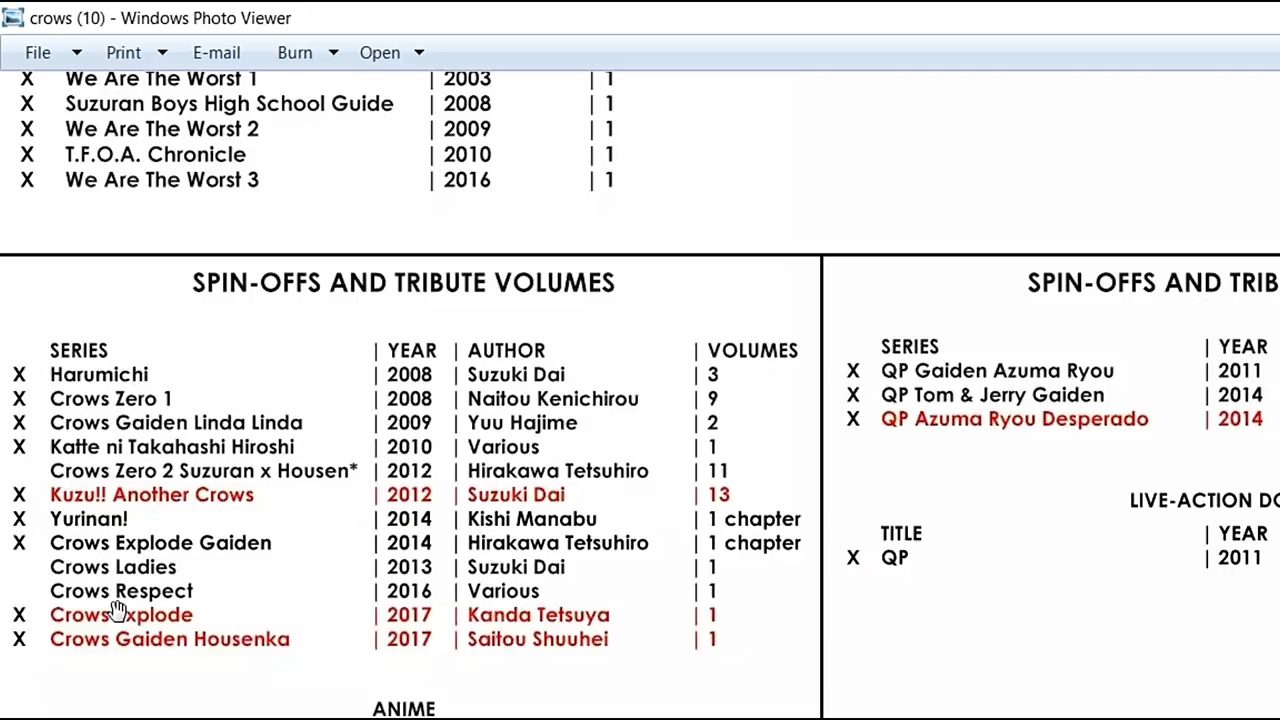 crows (10) - Windows Photo Viewer
File Print E-mail Burn Open
X We Are The Worst 1 | 2003 | 1
X Suzuran Boys High School Guide | 2008 | 1
X We Are The Worst 2 | 2009 | 1
X T.F.O.A. Chronicle | 2010 | 1
X We Are The Worst 3 | 2016 | 1
SPIN-OFFS AND TRIBUTE VOLUMES
SERIES | YEAR | AUTHOR | VOLUMES
X Harumichi | 2008 | Suzuki Dai | 3
X Crows Zero 1 | 2008 | Naitou Kenichirou | 9
X Crows Gaiden Linda Linda | 2009 | Yuu Hajime | 2
X Katte ni Takahashi Hiroshi | 2010 | Various | 1
Crows Zero 2 Suzuran x Housen* | 2012 | Hirakawa Tetsuhiro | 11
X Kuzu!! Another Crows | 2012 | Suzuki Dai | 13
X Yurinan! | 2014 | Kishi Manabu | 1 chapter
X Crows Explode Gaiden | 2014 | Hirakawa Tetsuhiro | 1 chapter
Crows Ladies | 2013 | Suzuki Dai | 1
Crows Respect | 2016 | Various | 1
X Crows Explode | 2017 | Kanda Tetsuya | 1
X Crows Gaiden Housenka | 2017 | Saitou Shuuhei | 1
ANIME
SPIN-OFFS AND TRIB
SERIES | YEAR
X QP Gaiden Azuma Ryou | 2011
X QP Tom & Jerry Gaiden | 2014
X QP Azuma Ryou Desperado | 2014
LIVE-ACTION DO
TITLE | YEAR
X QP | 2011